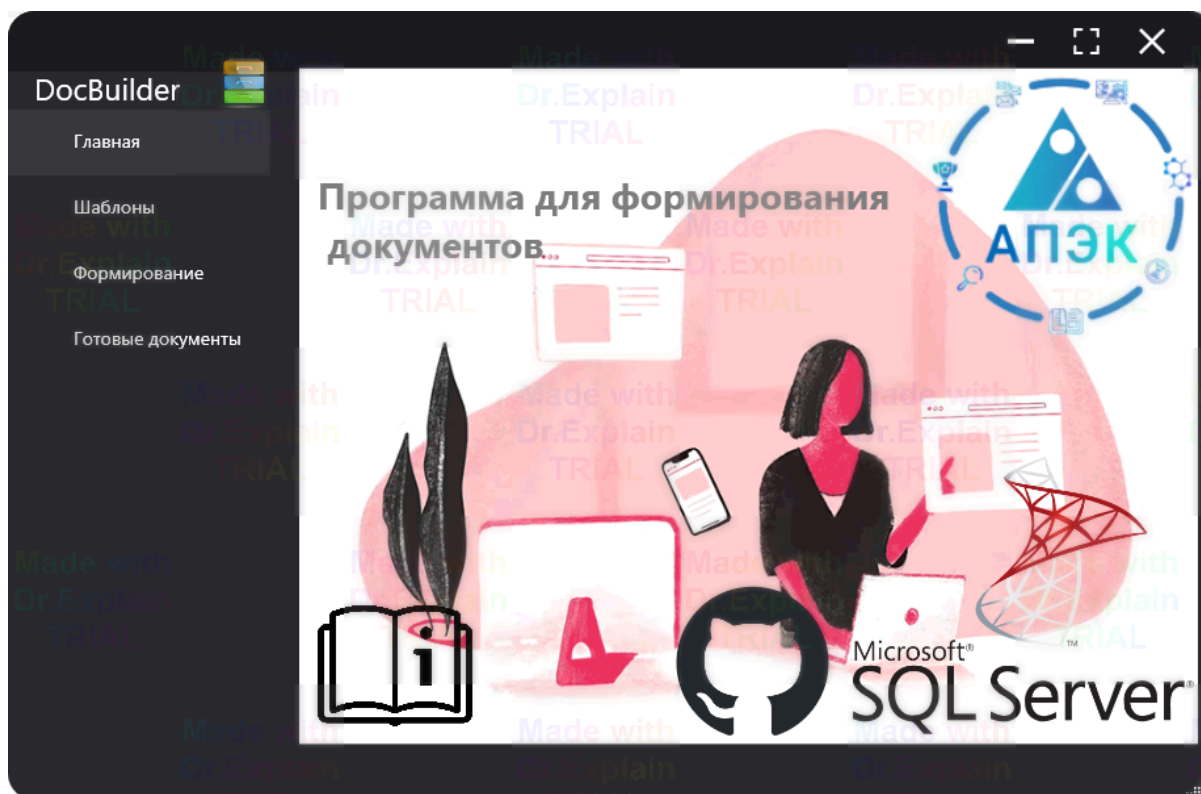 DocBuilder
Главная
Шаблоны
Формирование
Готовые документы
Программа для формирования
документов
АПЭК
i
Microsoft®
SQL Server®
TM
Made with
Dr.Explain
TRIAL